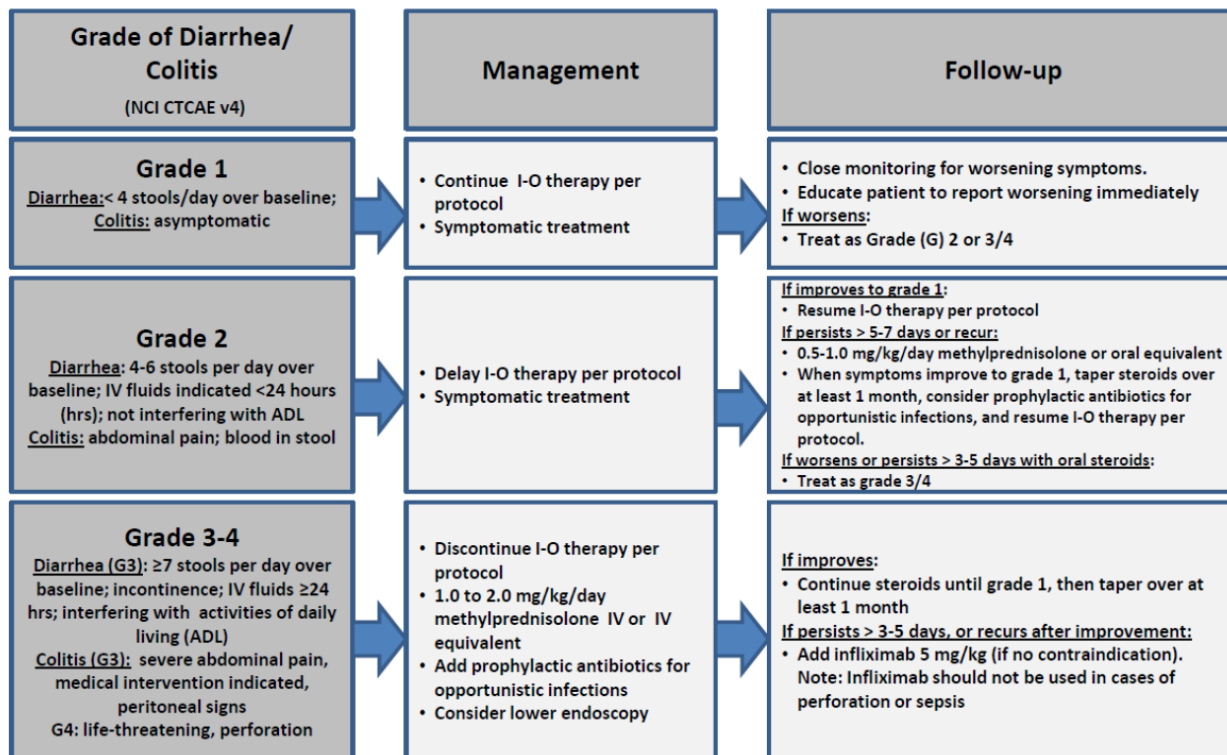 Grade of Diarrhea/
Colitis
(NCI CTCAE v4)
Management
Follow-up
Grade 1
Diarrhea:< 4 stools/day over baseline;
Colitis: asymptomatic
• Continue I-O therapy per
protocol
• Symptomatic treatment
• Close monitoring for worsening symptoms.
• Educate patient to report worsening immediately
If worsens:
• Treat as Grade (G) 2 or 3/4
Grade 2
Diarrhea: 4-6 stools per day over
baseline; IV fluids indicated <24 hours
(hrs); not interfering with ADL
Colitis: abdominal pain; blood in stool
• Delay I-O therapy per protocol
• Symptomatic treatment
If improves to grade 1:
• Resume I-O therapy per protocol
If persists > 5-7 days or recur:
• 0.5-1.0 mg/kg/day methylprednisolone or oral equivalent
• When symptoms improve to grade 1, taper steroids over
at least 1 month, consider prophylactic antibiotics for
opportunistic infections, and resume I-O therapy per
protocol.
If worsens or persists > 3-5 days with oral steroids:
• Treat as grade 3/4
Grade 3-4
Diarrhea (G3): ≥7 stools per day over
baseline; incontinence; IV fluids ≥24
hrs; interfering with activities of daily
living (ADL)
Colitis (G3): severe abdominal pain,
medical intervention indicated,
peritoneal signs
G4: life-threatening, perforation
• Discontinue I-O therapy per
protocol
• 1.0 to 2.0 mg/kg/day
methylprednisolone IV or IV
equivalent
• Add prophylactic antibiotics for
opportunistic infections
• Consider lower endoscopy
If improves:
• Continue steroids until grade 1, then taper over at
least 1 month
If persists > 3-5 days, or recurs after improvement:
• Add infliximab 5 mg/kg (if no contraindication).
Note: Infliximab should not be used in cases of
perforation or sepsis